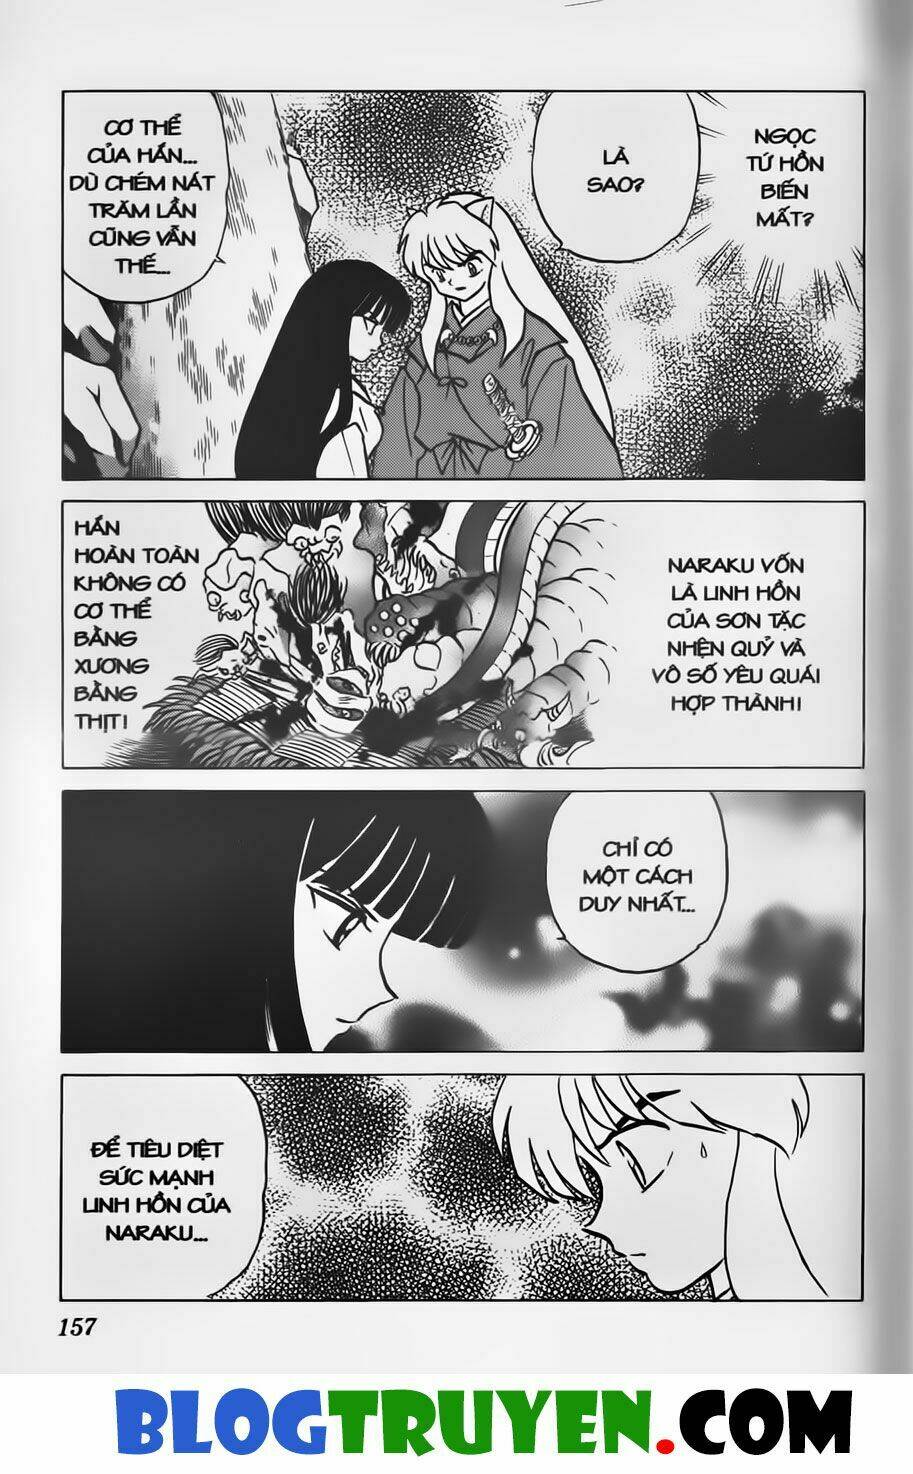 NGỌC
TỨ HỒN
BIẾN
MẤT?
LÀ
SAO?
CƠ THỂ
CỦA HẮN...
DÙ CHÉM NÁT
TRĂM LẦN
CŨNG VẪN
THẾ...
NARAKU VỐN
LÀ LINH HỒN
CỦA SƠN TẶC
NHỆN QUỶ VÀ
VÔ SỐ YÊU QUÁI
HỢP THÀNH!
HẮN
HOÀN TOÀN
KHÔNG CÓ
CƠ THỂ
BẰNG
XƯƠNG
BẰNG
THỊT!
CHỈ CÓ
MỘT CÁCH
DUY NHẤT...
ĐỂ TIÊU DIỆT
SỨC MẠNH
LINH HỒN CỦA
NARAKU...
157
BLOGTRUYEN.COM